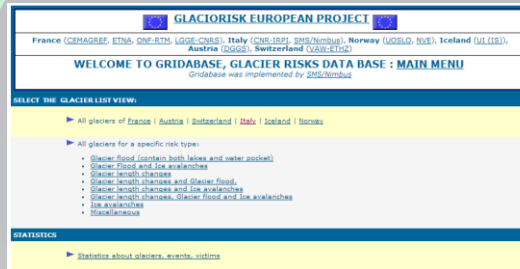 GLACIORISK EUROPEAN PROJECT
France (CEMAGREF, ETNA, ONF-RTM, LGGE-CNRS), Italy (CNR-IRPI, SMS/Nimbus), Norway (UOSLO, NVE), Iceland (UI (IS)),
Austria (DGGS), Switzerland (VAW-ETHZ)
WELCOME TO GRIDABASE, GLACIER RISKS DATA BASE : MAIN MENU
Gridabase was implemented by SMS/Nimbus
SELECT THE GLACIER LIST VIEW:
All glaciers of France | Austria | Switzerland | Italy | Iceland | Norway
All glaciers for a specific risk type:
Glacier flood (contain both lakes and water pocket)
Glacier Flood and Ice avalanches
Glacier length changes
Glacier length changes and Glacier flood.
Glacier length changes and Ice avalanches
Glacier length changes, Glacier flood and Ice avalanches
Ice avalanches
Miscellaneous
STATISTICS
Statistics about glaciers, events, victims